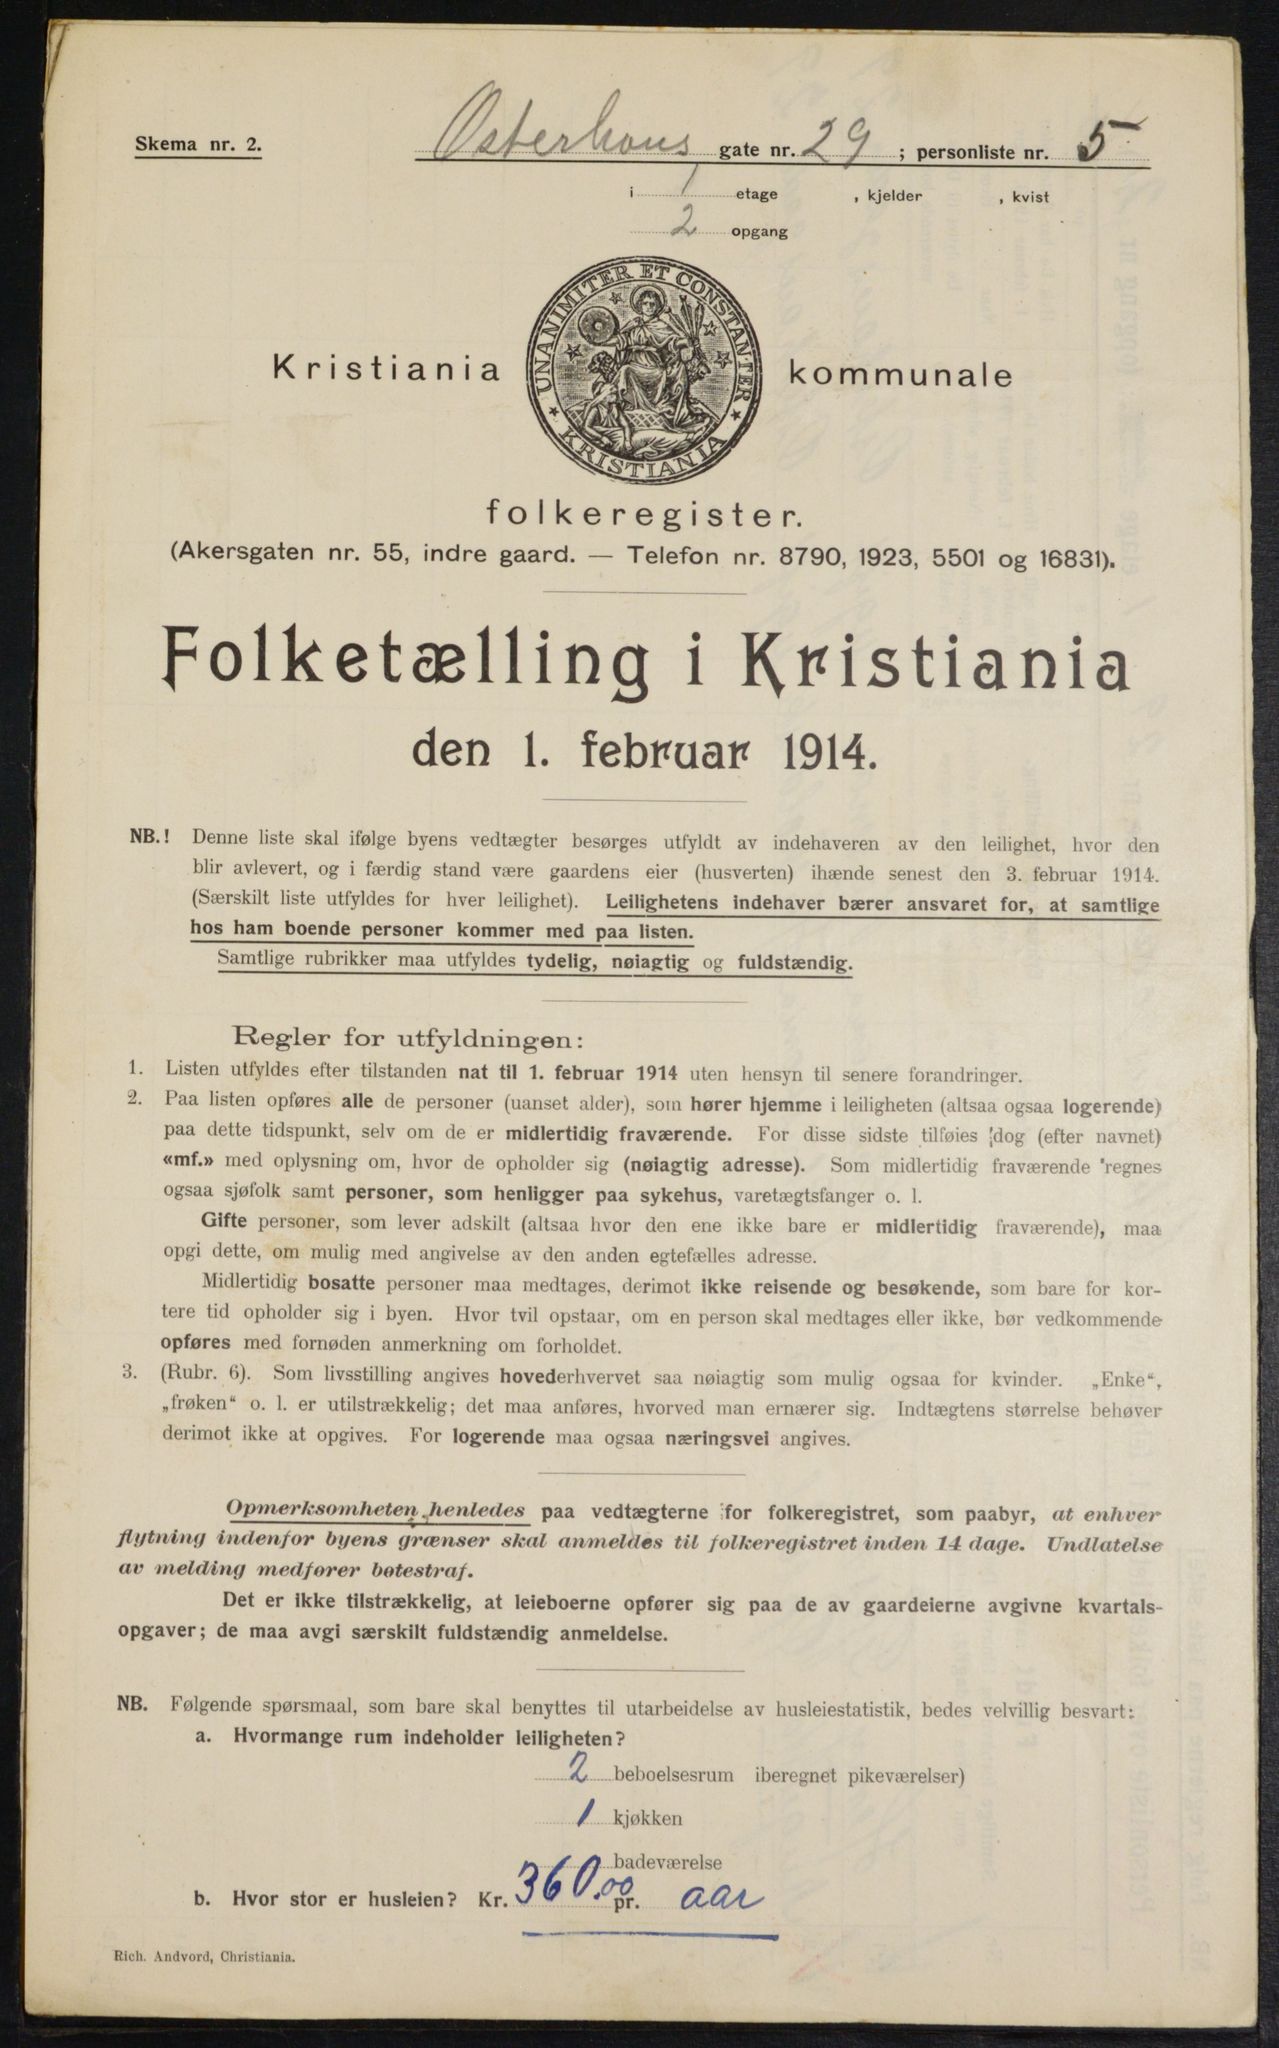 Skema nr. 2.
Osterhous gate nr. 29 ; personliste nr. 5
i 1 etage , kjelder , kvist
2 opgang
UNANIMITER ET CONSTANTER
KRISTIANIA
Kristiania kommunale
folkeregister.
(Akersgaten nr. 55, indre gaard. — Telefon nr. 8790, 1923, 5501 og 16831).
Folketælling i Kristiania
den 1. februar 1914.
NB.! Denne liste skal ifølge byens vedtægter besørges utfyldt av indehaveren av den leilighet, hvor den
blir avlevert, og i færdig stand være gaardens eier (husverten) ihænde senest den 3. februar 1914.
(Særskilt liste utfyldes for hver leilighet). Leilighetens indehaver bærer ansvaret for, at samtlige
hos ham boende personer kommer med paa listen.
Samtlige rubrikker maa utfyldes tydelig, nøiagtig og fuldstændig.
Regler for utfyldningen:
1. Listen utfyldes efter tilstanden nat til 1. februar 1914 uten hensyn til senere forandringer.
2. Paa listen opføres alle de personer (uanset alder), som hører hjemme i leiligheten (altsaa ogsaa logerende)
paa dette tidspunkt, selv om de er midlertidig fraværende. For disse sidste tilføies dog (efter navnet)
«mf.» med oplysning om, hvor de opholder sig (nøiagtig adresse). Som midlertidig fraværende regnes
ogsaa sjøfolk samt personer, som henligger paa sykehus, varetægtsfanger o. l.
Gifte personer, som lever adskilt (altsaa hvor den ene ikke bare er midlertidig fraværende), maa
opgi dette, om mulig med angivelse av den anden egtefælles adresse.
Midlertidig bosatte personer maa medtages, derimot ikke reisende og besøkende, som bare for kor-
tere tid opholder sig i byen. Hvor tvil opstaar, om en person skal medtages eller ikke, bør vedkommende
opføres med fornøden anmerkning om forholdet.
3. (Rubr. 6). Som livsstilling angives hovederhvervet saa nøiagtig som mulig ogsaa for kvinder. „Enke“,
„frøken“ o. l. er utilstrækkelig; det maa anføres, hvorved man ernærer sig. Indtægtens størrelse behøver
derimot ikke at opgives. For logerende maa ogsaa næringsvei angives.
Opmerksomheten henledes paa vedtægterne for folkeregistret, som paabyr, at enhver
flytning indenfor byens grænser skal anmeldes til folkeregistret inden 14 dage. Undlatelse
av melding medfører bøtestraf.
Det er ikke tilstrækkelig, at leieboerne opfører sig paa de av gaardeierne avgivne kvartals-
opgaver; de maa avgi særskilt fuldstændig anmeldelse.
NB. Følgende spørsmaal, som bare skal benyttes til utarbeidelse av husleiestatistik, bedes velvillig besvart:
a. Hvormange rum indeholder leiligheten?
2 beboelsesrum iberegnet pikeværelser)
1 kjøkken
badeværelse
b. Hvor stor er husleien? Kr. 360.00 pr. aar
Rich. Andvord, Christiania.